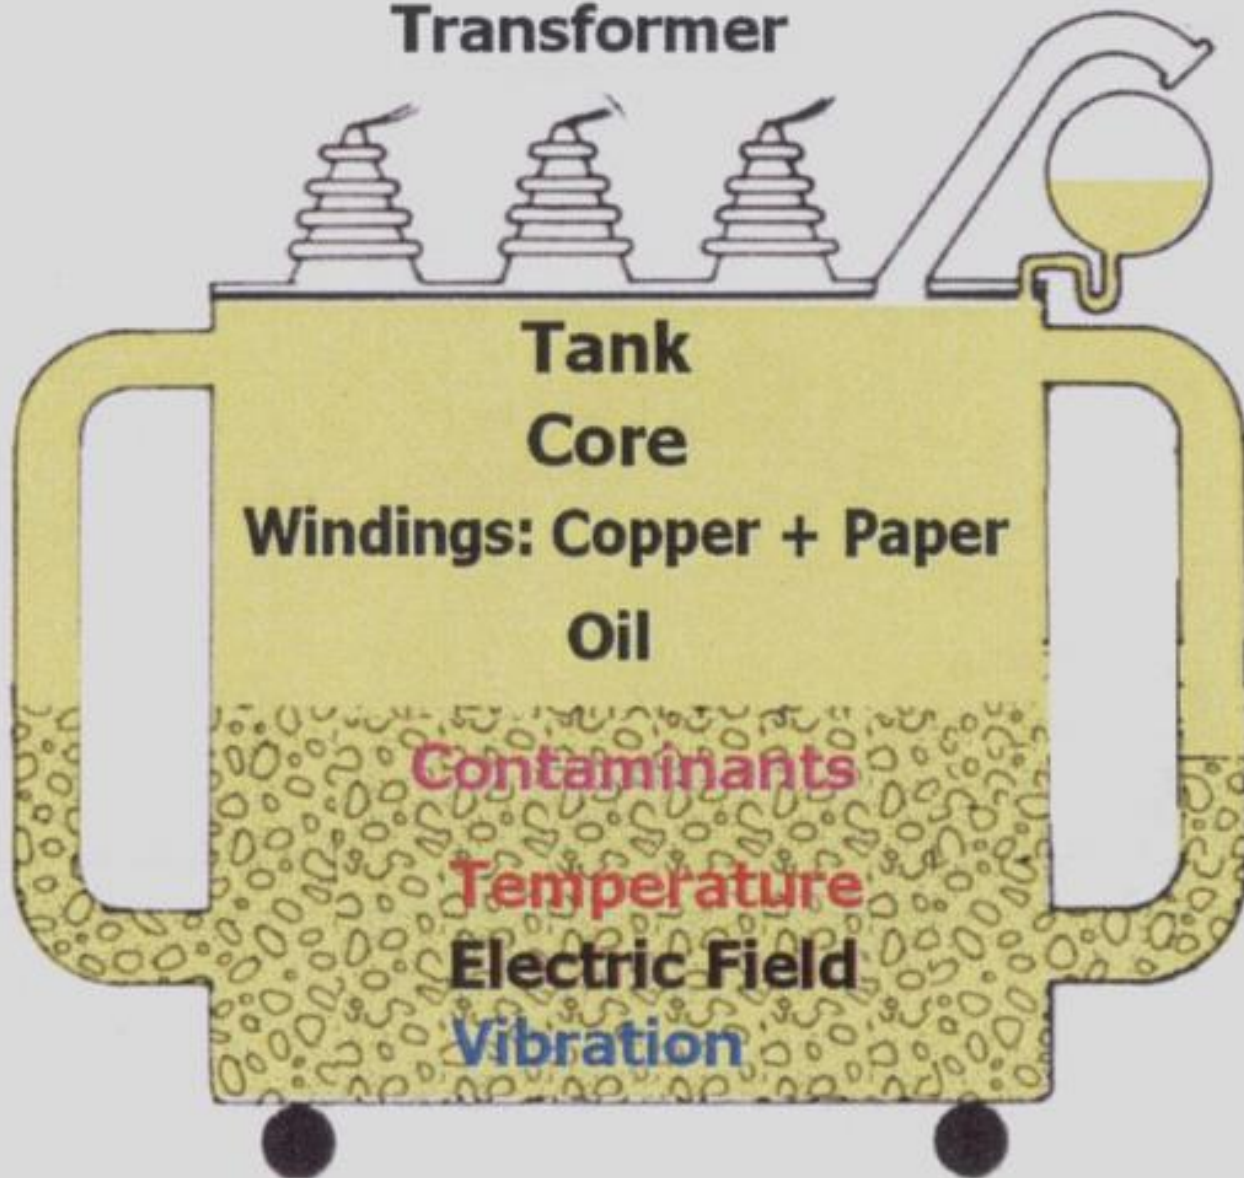 Transformer
Tank
Core
Windings: Copper + Paper
Oil
Contaminants
Temperature
Electric Field
Vibration